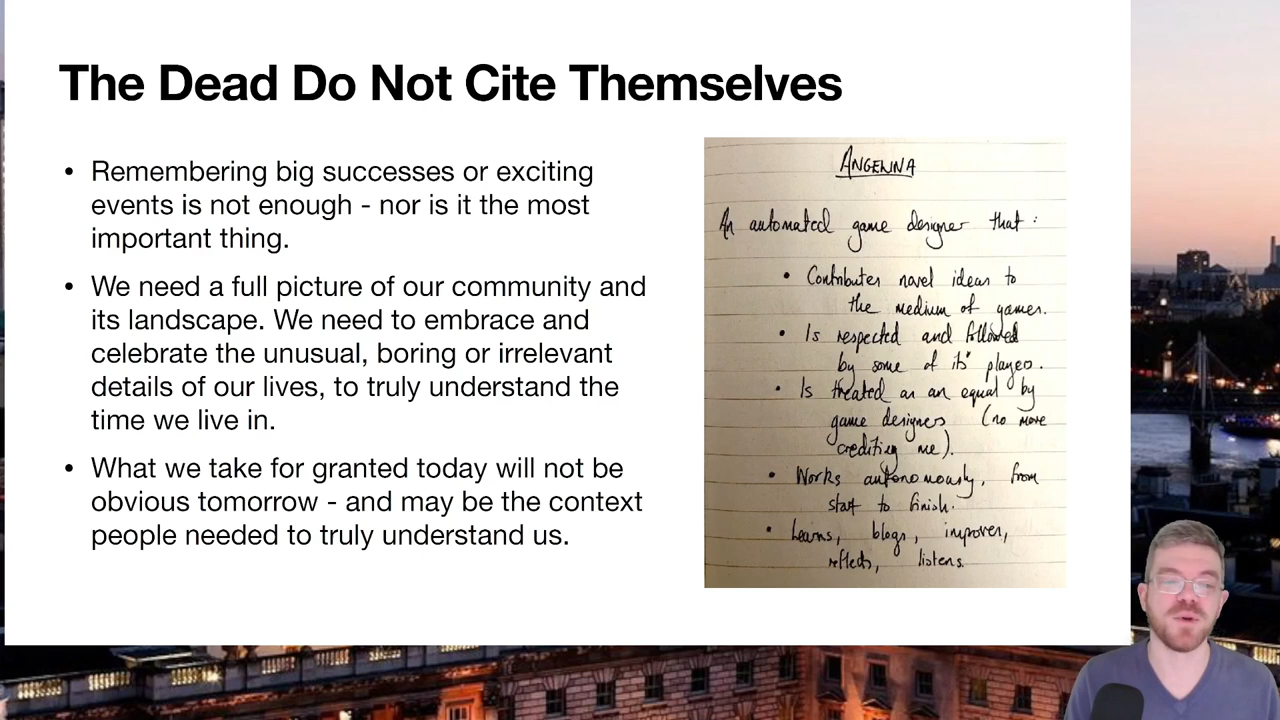 The Dead Do Not Cite Themselves
• Remembering big successes or exciting
events is not enough - nor is it the most
important thing.
• We need a full picture of our community and
its landscape. We need to embrace and
celebrate the unusual, boring or irrelevant
details of our lives, to truly understand the
time we live in.
• What we take for granted today will not be
obvious tomorrow - and may be the context
people needed to truly understand us.
ANGELINA
An automated game designer that :
• Contributes novel ideas to
the medium of games.
• Is respected and followed
by some of its' players.
• Is treated as an equal by
game designers (no more
crediting me).
• Works autonomously, from
start to finish.
• Learns, blogs, improves,
reflects, listens.